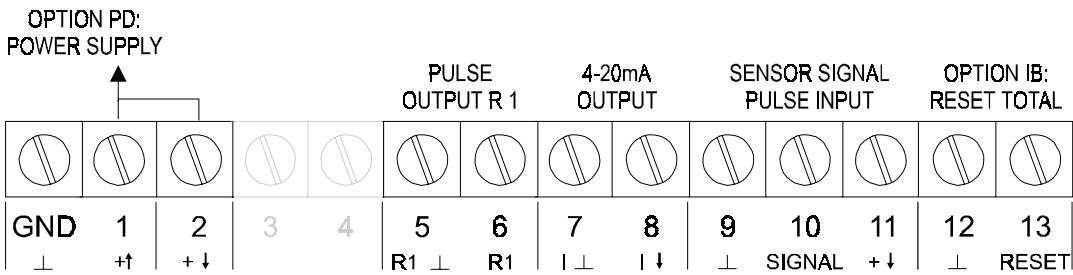 OPTION PD:
POWER SUPPLY
PULSE
OUTPUT R 1
4-20mA
OUTPUT
SENSOR SIGNAL
PULSE INPUT
OPTION IB:
RESET TOTAL
GND 1 2 3 4 5 6 7 8 9 10 11 12 13
⊥ +↑ +↓ R1 ⊥ R1 I ⊥ I ↓ ⊥ SIGNAL +↓ ⊥ RESET